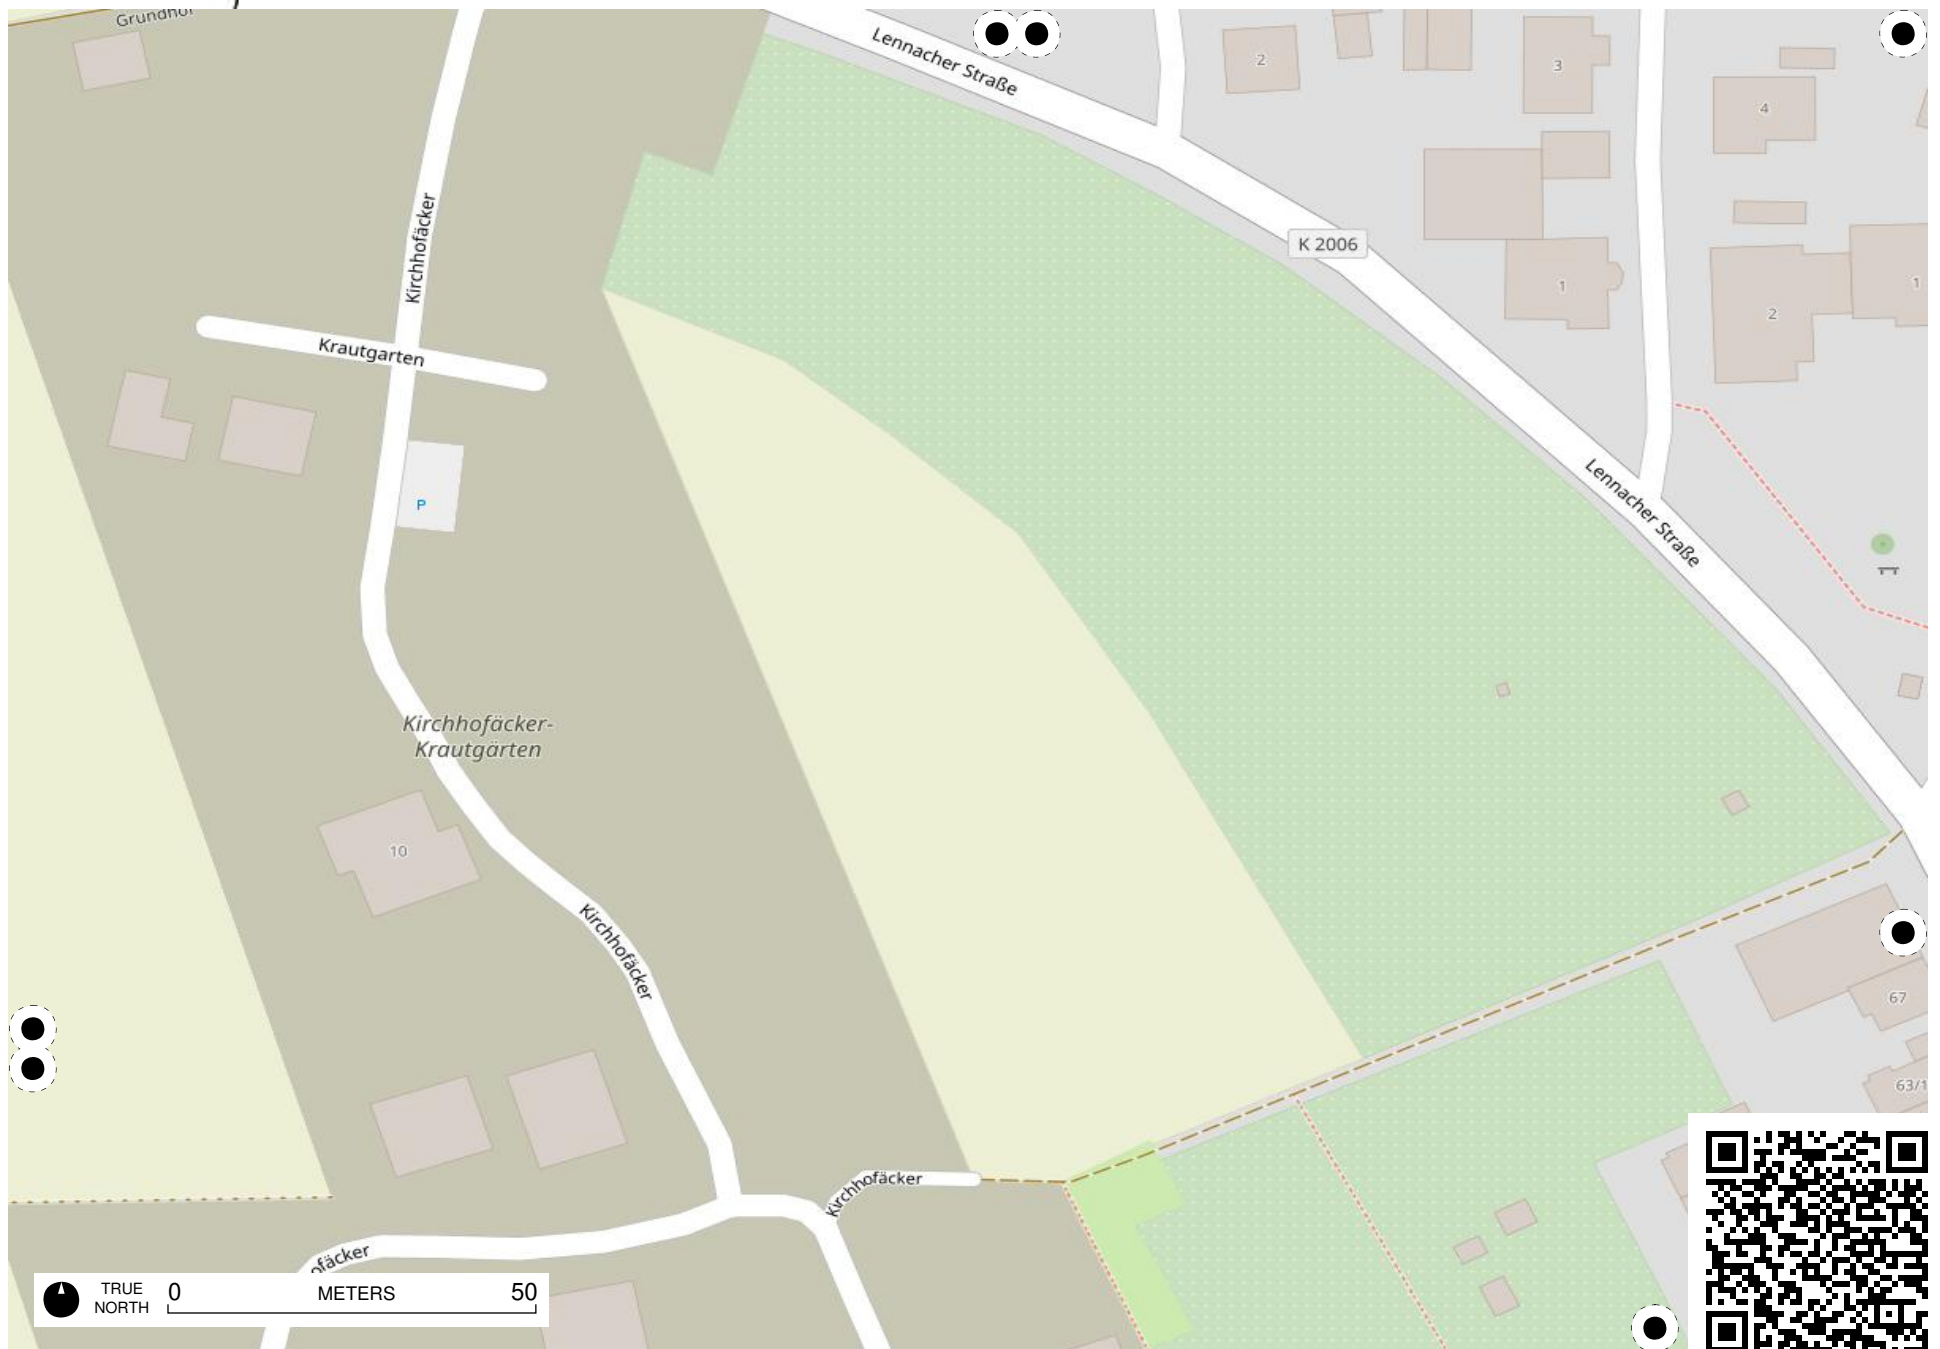 Grundhof
Lennacher Straße
2
3
4
Kirchhofäcker
K 2006
1
1
2
Krautgarten
P
Lennacher Straße
Kirchhofäcker-
Krautgärten
10
Kirchhofäcker
67
63/1
Kirchhofäcker
ofäcker
TRUE
NORTH
0 METERS 50